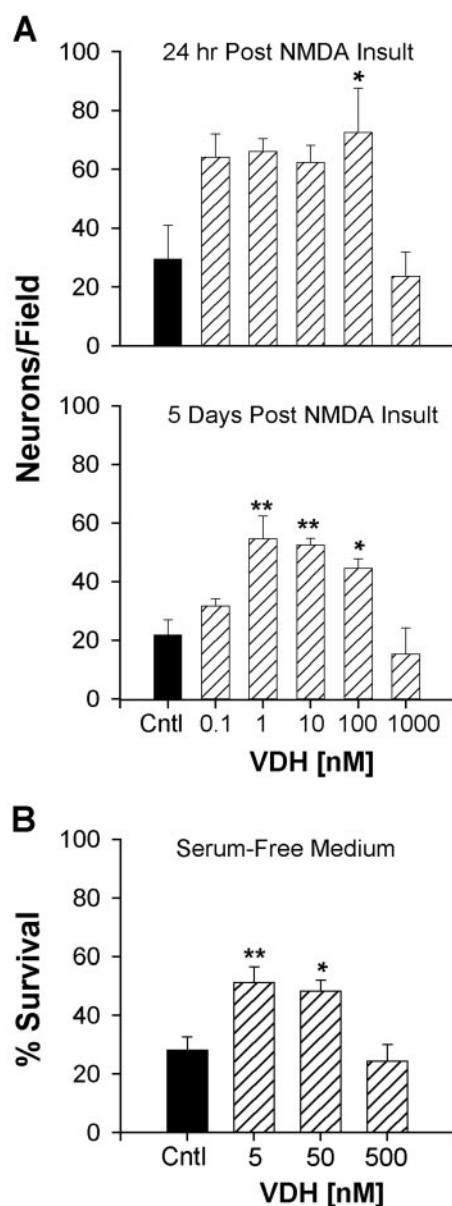 A
24 hr Post NMDA Insult
100
80
60
40
20
0
*
Neurons/Field
5 Days Post NMDA Insult
100
80
60
40
20
0
** ** *
Cntl 0.1 1 10 100 1000
VDH [nM]
B
Serum-Free Medium
100
80
60
40
20
0
** *
% Survival
Cntl 5 50 500
VDH [nM]